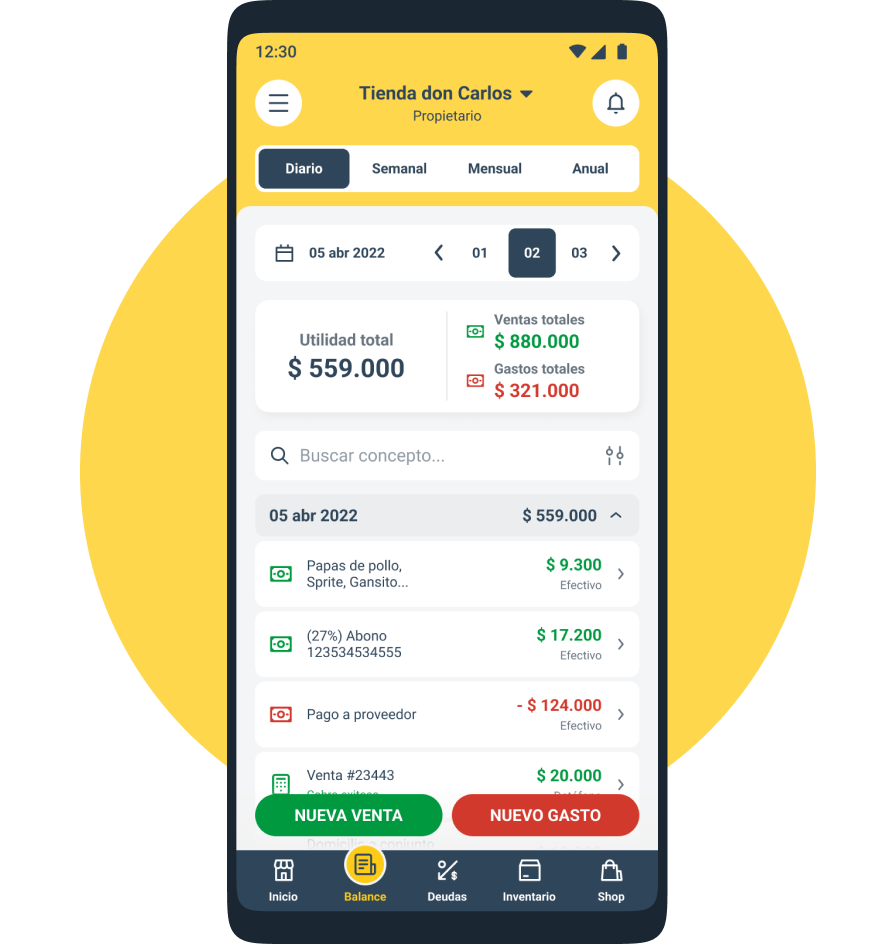 12:30
Tienda don Carlos
Propietario
Diario Semanal Mensual Anual
05 abr 2022 01 02 03
Utilidad total
$ 559.000
Ventas totales
$ 880.000
Gastos totales
$ 321.000
Buscar concepto...
05 abr 2022 $ 559.000
Papas de pollo,
Sprite, Gansito...
$ 9.300
Efectivo
(27%) Abono
123534534555
$ 17.200
Efectivo
Pago a proveedor
- $ 124.000
Efectivo
Venta #23443
$ 20.000
NUEVA VENTA NUEVO GASTO
Domicilio a conjunto
Inicio Balance Deudas Inventario Shop